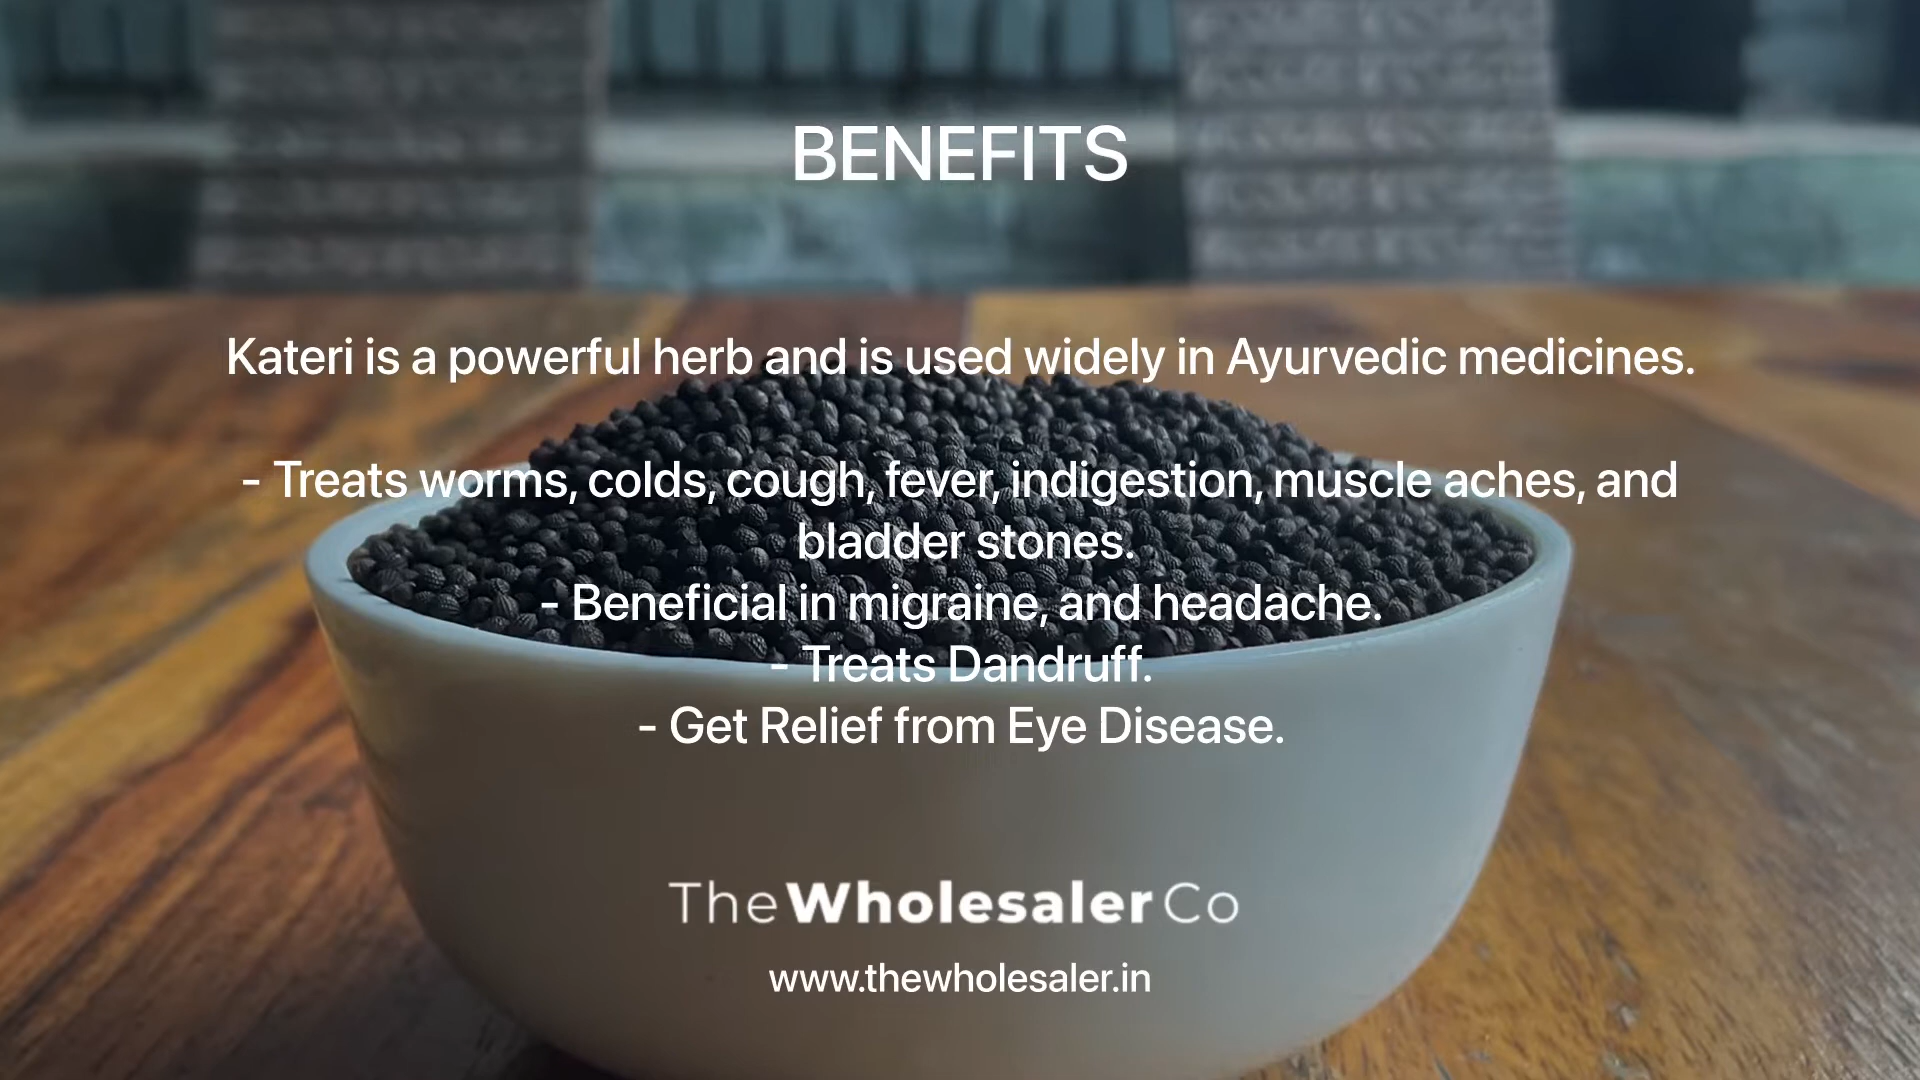 BENEFITS
Kateri is a powerful herb and is used widely in Ayurvedic medicines.
- Treats worms, colds, cough, fever, indigestion, muscle aches, and
bladder stones.
- Beneficial in migraine, and headache.
- Treats Dandruff.
- Get Relief from Eye Disease.
TheWholesalerCo
www.thewholesaler.in